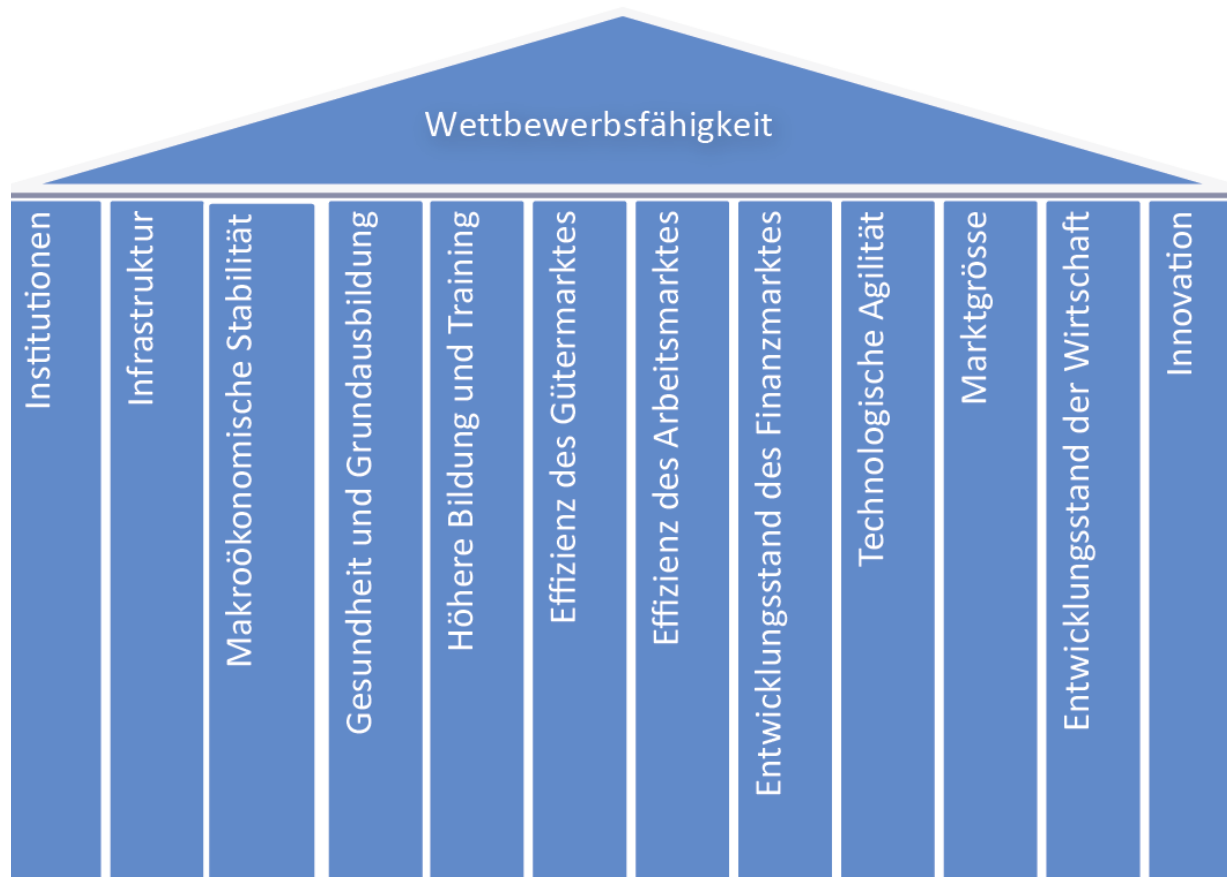 Wettbewerbsfähigkeit
Institutionen
Infrastruktur
Makroökonomische Stabilität
Gesundheit und Grundausbildung
Höhere Bildung und Training
Effizienz des Gütermarktes
Effizienz des Arbeitsmarktes
Entwicklungsstand des Finanzmarktes
Technologische Agilität
Marktgrösse
Entwicklungsstand der Wirtschaft
Innovation